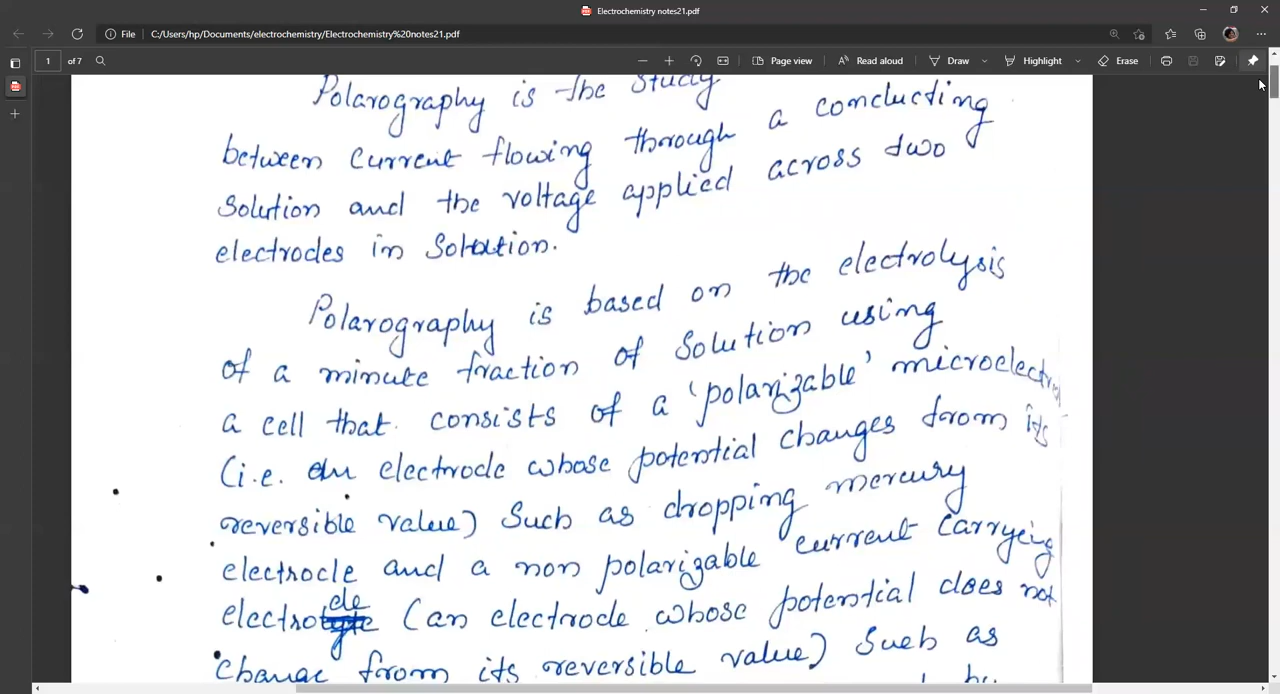 Electrochemistry notes21.pdf
File C:/Users/hp/Documents/electrochemistry/Electrochemistry%20notes21.pdf
1 of 7 Page view Read aloud Draw Highlight Erase
Polarography is the study
between current flowing through a conducting
solution and the voltage applied across two
electrodes in solution.
Polarography is based on the electrolysis
of a minute fraction of solution using
a cell that consists of a 'polarizable' microelectro
(i.e. an electrode whose potential changes from its
reversible value) such as dropping mercury
electrode and a non polarizable current carrying
electrode (an electrode whose potential does not
change from its reversible value) such as